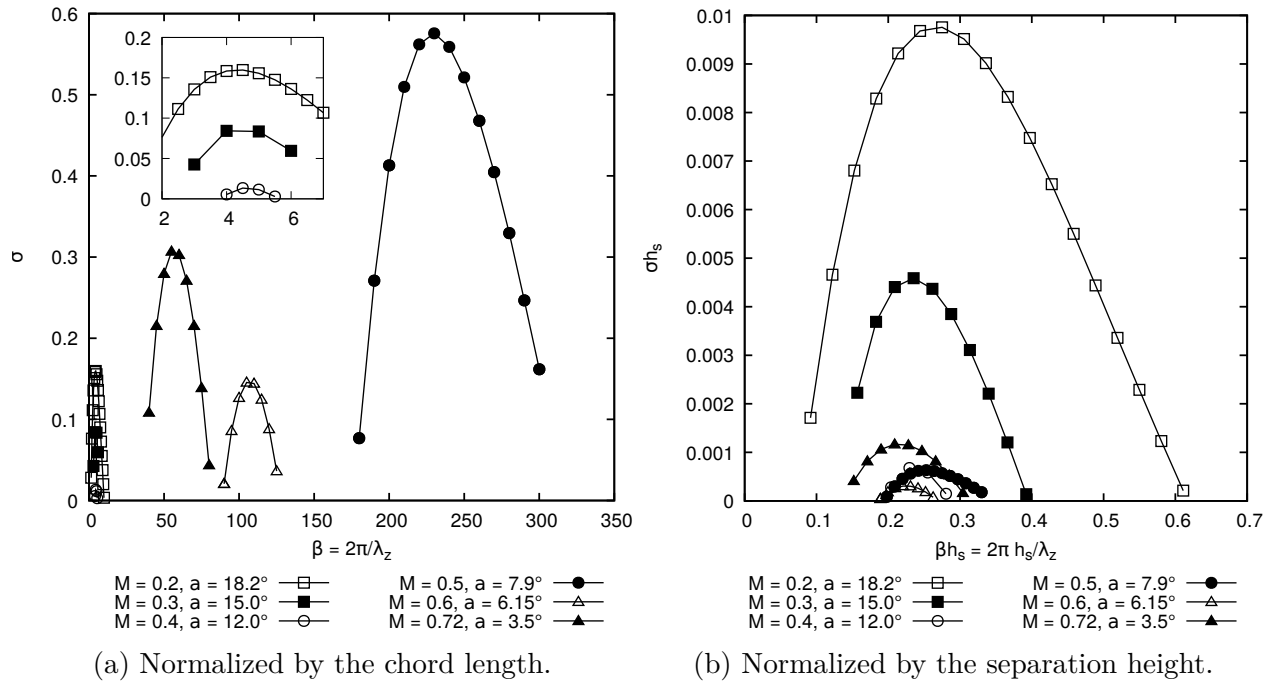 0.6
0.5
0.4
0.3
0.2
0.1
0
σ
0.2
0.15
0.1
0.05
0
2 4 6
0 50 100 150 200 250 300 350
β = 2π/λz
M = 0.2, a = 18.2°
M = 0.3, a = 15.0°
M = 0.4, a = 12.0°
M = 0.5, a = 7.9°
M = 0.6, a = 6.15°
M = 0.72, a = 3.5°
(a) Normalized by the chord length.
0.01
0.009
0.008
0.007
0.006
0.005
0.004
0.003
0.002
0.001
0
σhs
0 0.1 0.2 0.3 0.4 0.5 0.6 0.7
βhs = 2π hs/λz
M = 0.2, a = 18.2°
M = 0.3, a = 15.0°
M = 0.4, a = 12.0°
M = 0.5, a = 7.9°
M = 0.6, a = 6.15°
M = 0.72, a = 3.5°
(b) Normalized by the separation height.